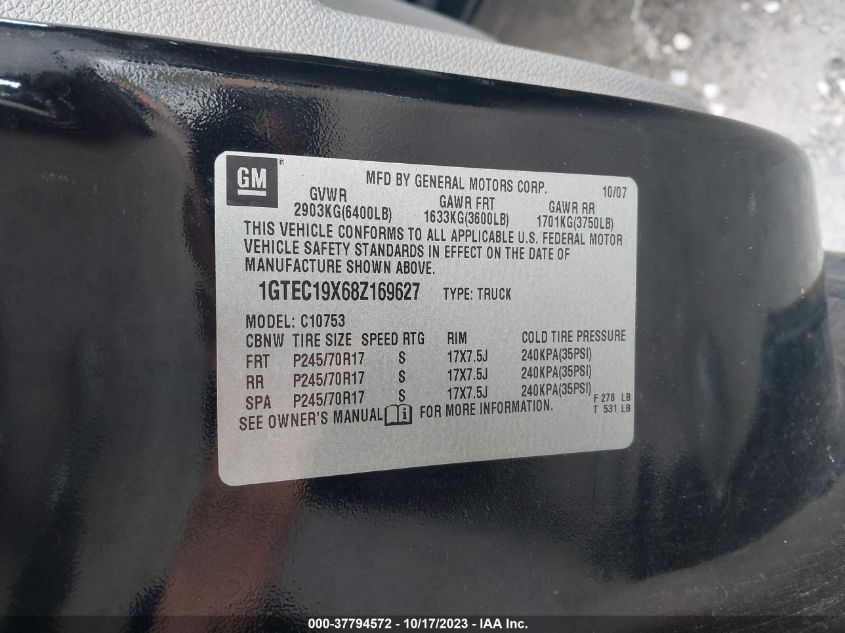 GM
MFD BY GENERAL MOTORS CORP. 10/07
GVWR GAWR FRT GAWR RR
2903KG(6400LB) 1633KG(3600LB) 1701KG(3750LB)
THIS VEHICLE CONFORMS TO ALL APPLICABLE U.S. FEDERAL MOTOR
VEHICLE SAFETY STANDARDS IN EFFECT ON THE DATE OF
MANUFACTURE SHOWN ABOVE.
1GTEC19X68Z169627 TYPE: TRUCK
MODEL: C10753
CBNW TIRE SIZE SPEED RTG RIM COLD TIRE PRESSURE
FRT P245/70R17 S 17X7.5J 240KPA(35PSI)
RR P245/70R17 S 17X7.5J 240KPA(35PSI)
SPA P245/70R17 S 17X7.5J 240KPA(35PSI)
F 278 LB
T 531 LB
SEE OWNER'S MANUAL i FOR MORE INFORMATION.
000-37794572 - 10/17/2023 - IAA Inc.